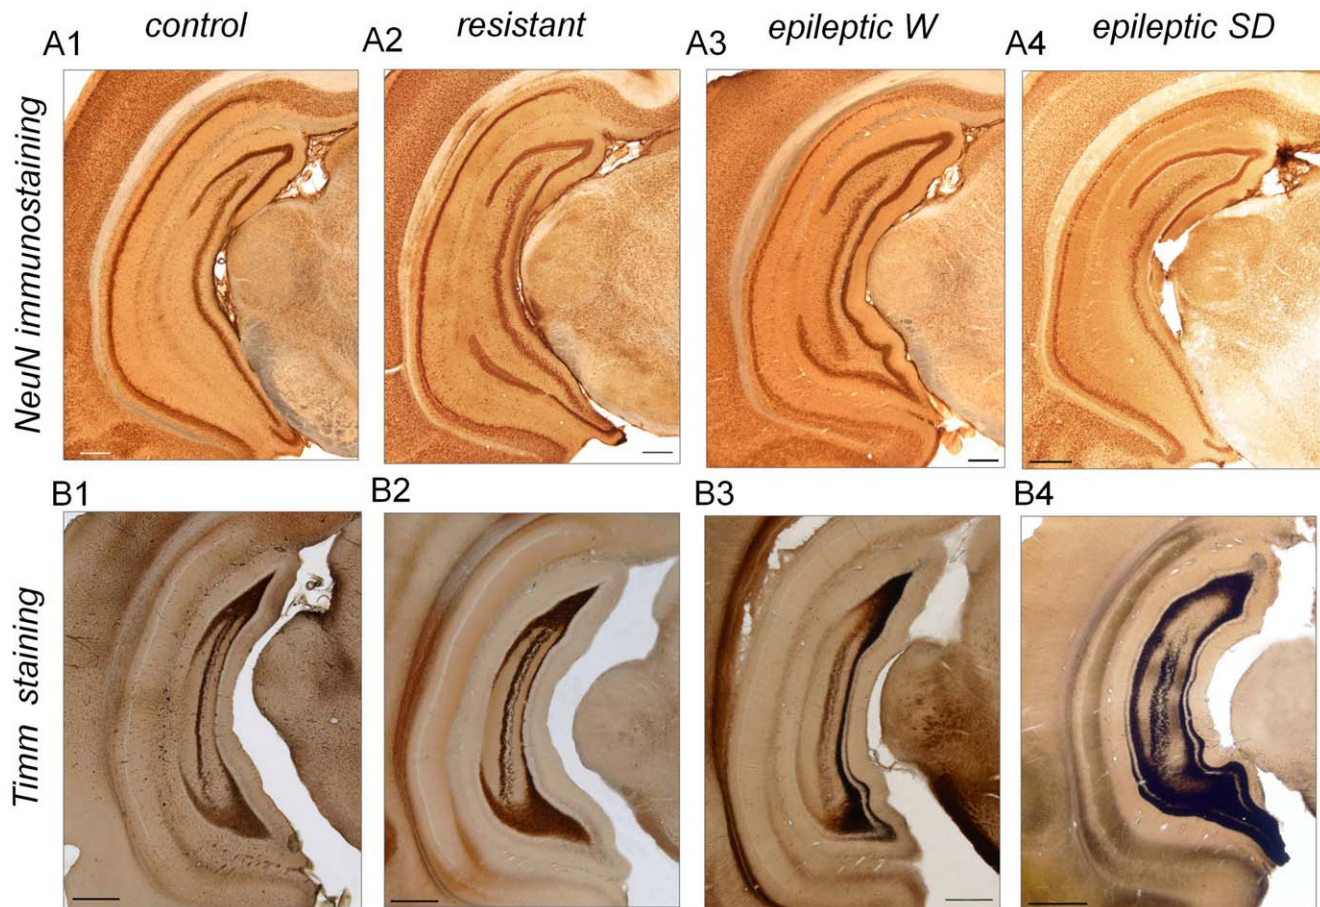 control resistant epileptic W epileptic SD
A1 A2 A3 A4
NeuN immunostaining
B1 B2 B3 B4
Timm staining